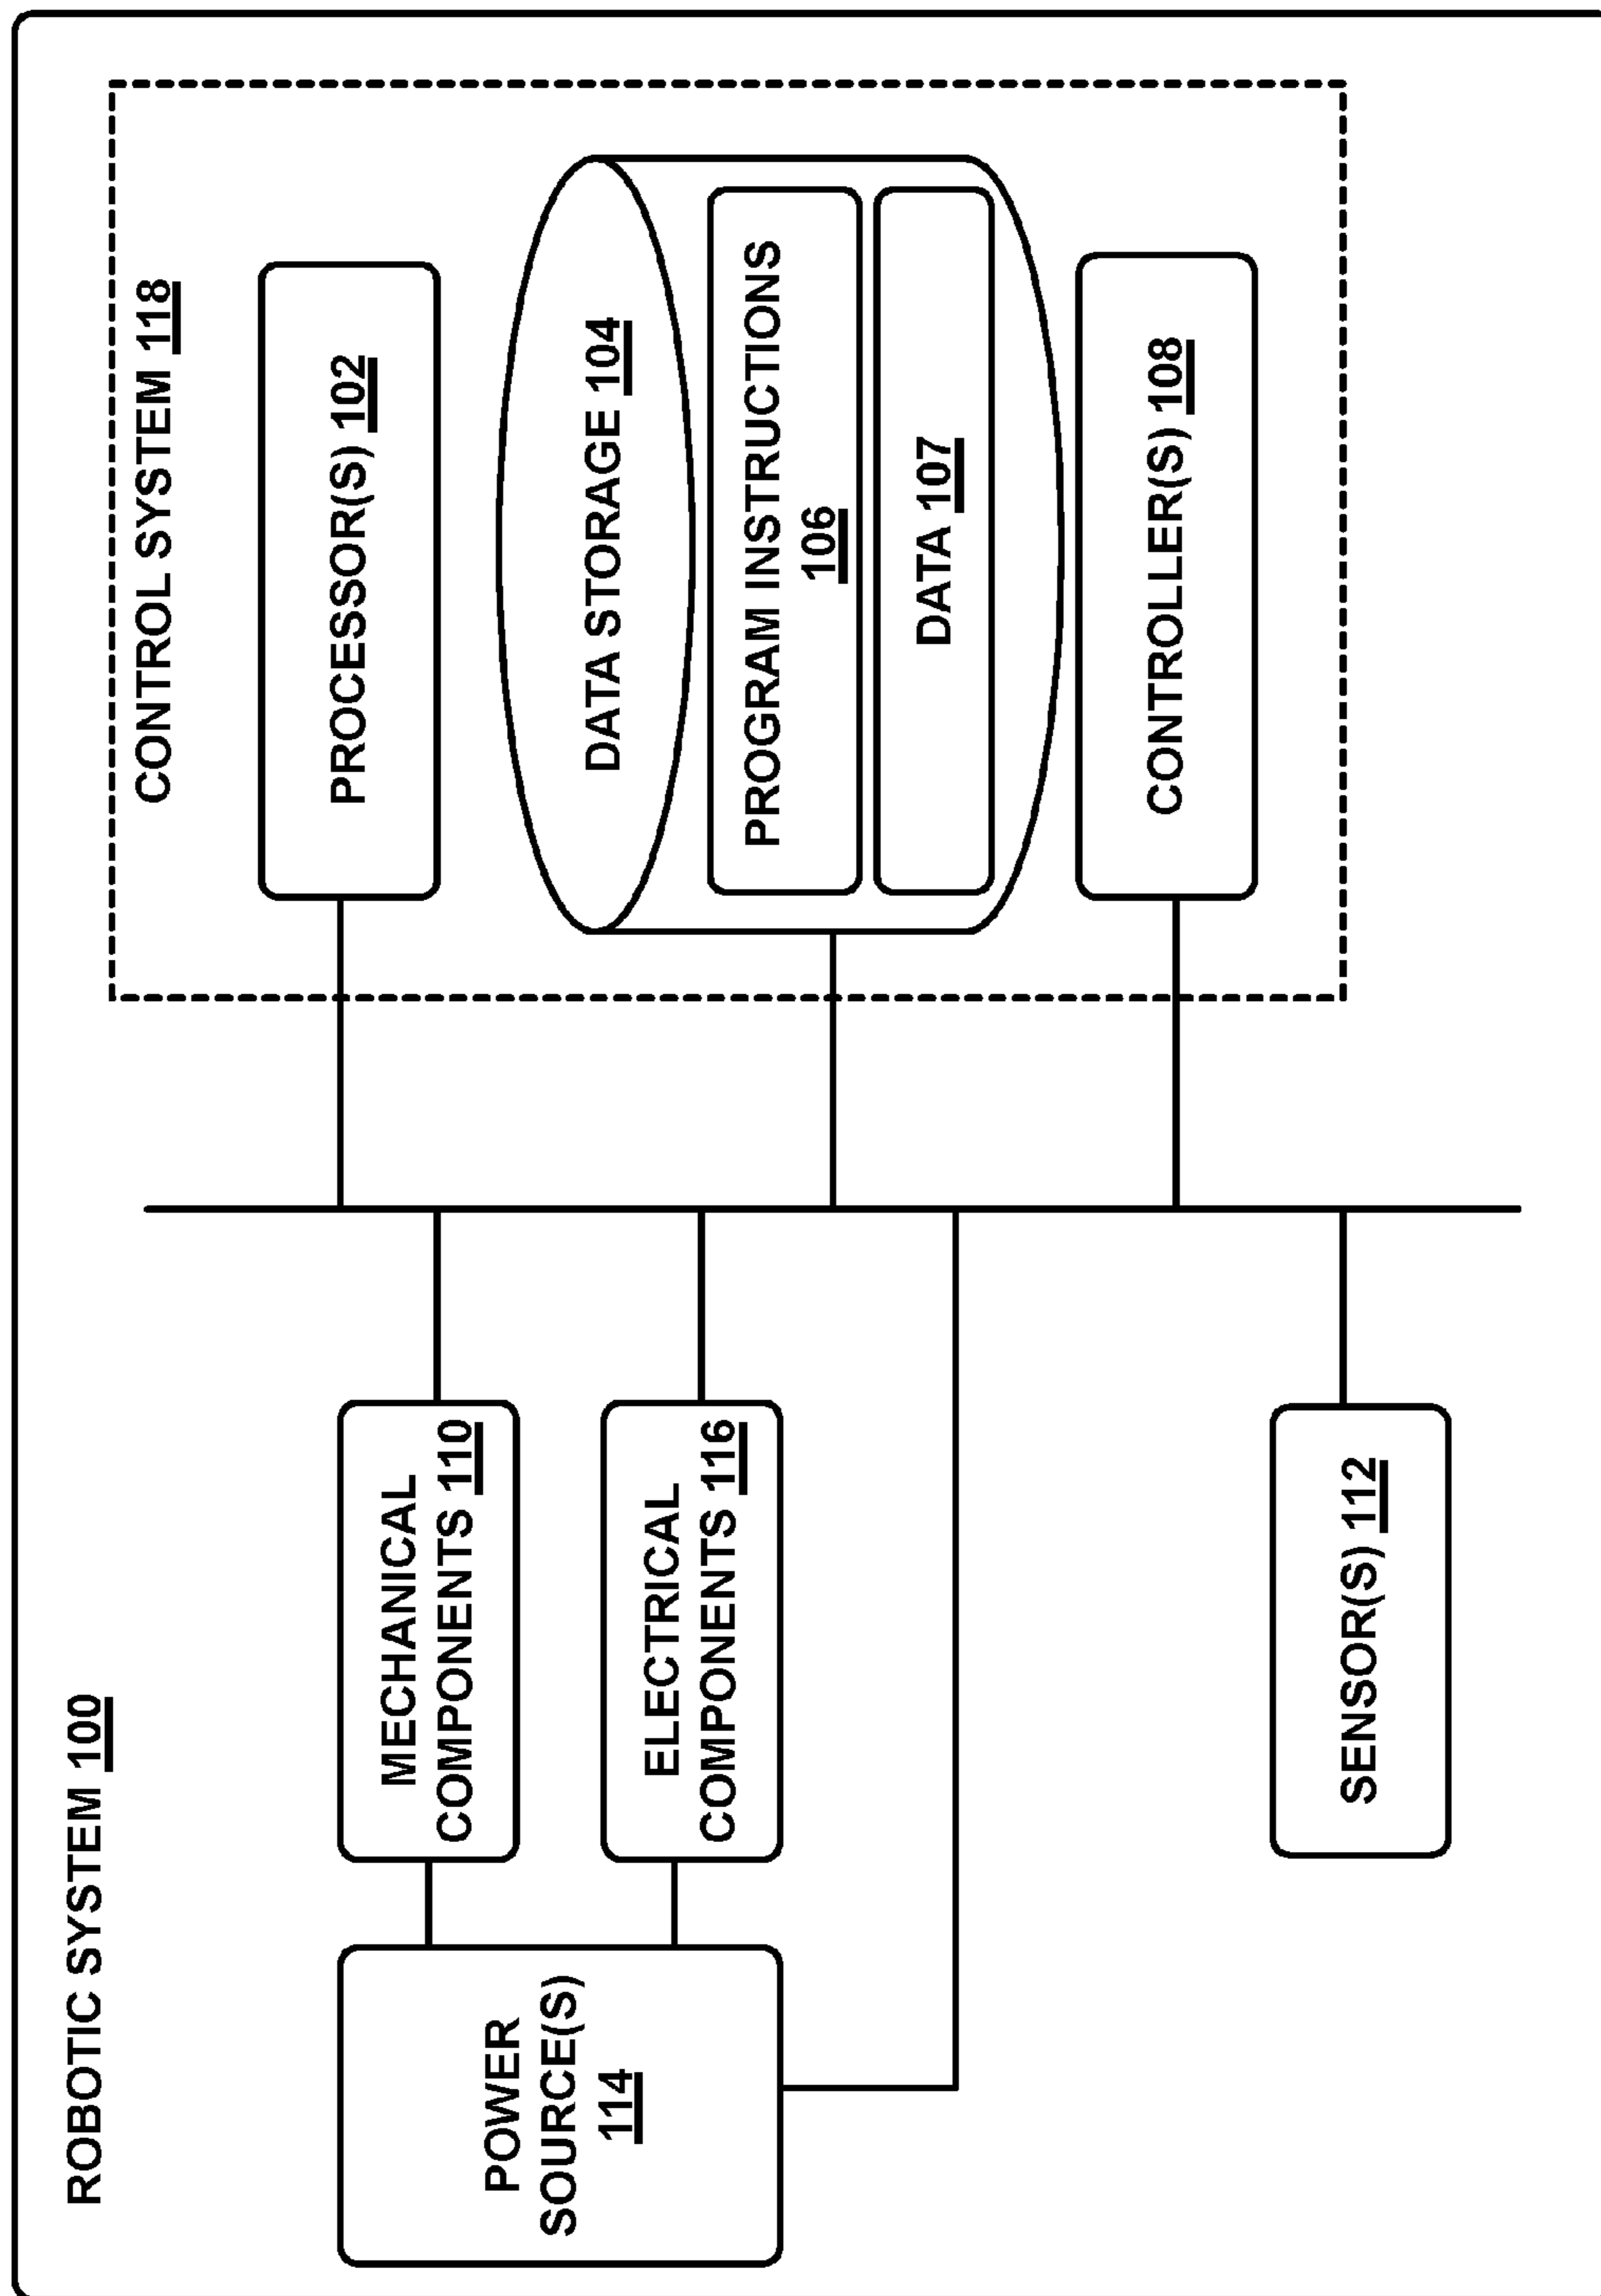 ROBOTIC SYSTEM 100
CONTROL SYSTEM 118
PROCESSOR(S) 102
MECHANICAL
COMPONENTS 110
POWER
SOURCE(S)
114
DATA STORAGE 104
ELECTRICAL
COMPONENTS 116
PROGRAM INSTRUCTIONS
106
DATA 107
CONTROLLER(S) 108
SENSOR(S) 112